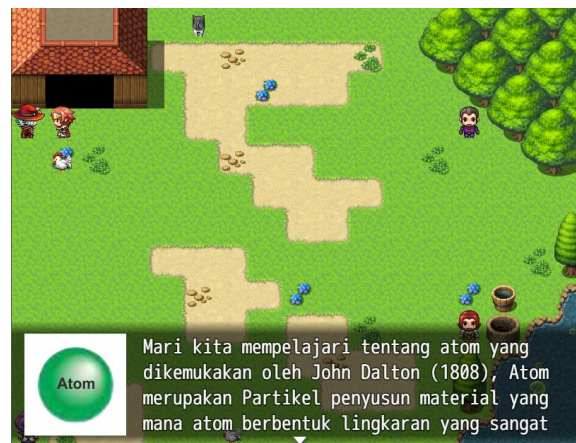 Atom
Mari kita mempelajari tentang atom yang
dikemukakan oleh John Dalton (1808), Atom
merupakan Partikel penyusun material yang
mana atom berbentuk lingkaran yang sangat